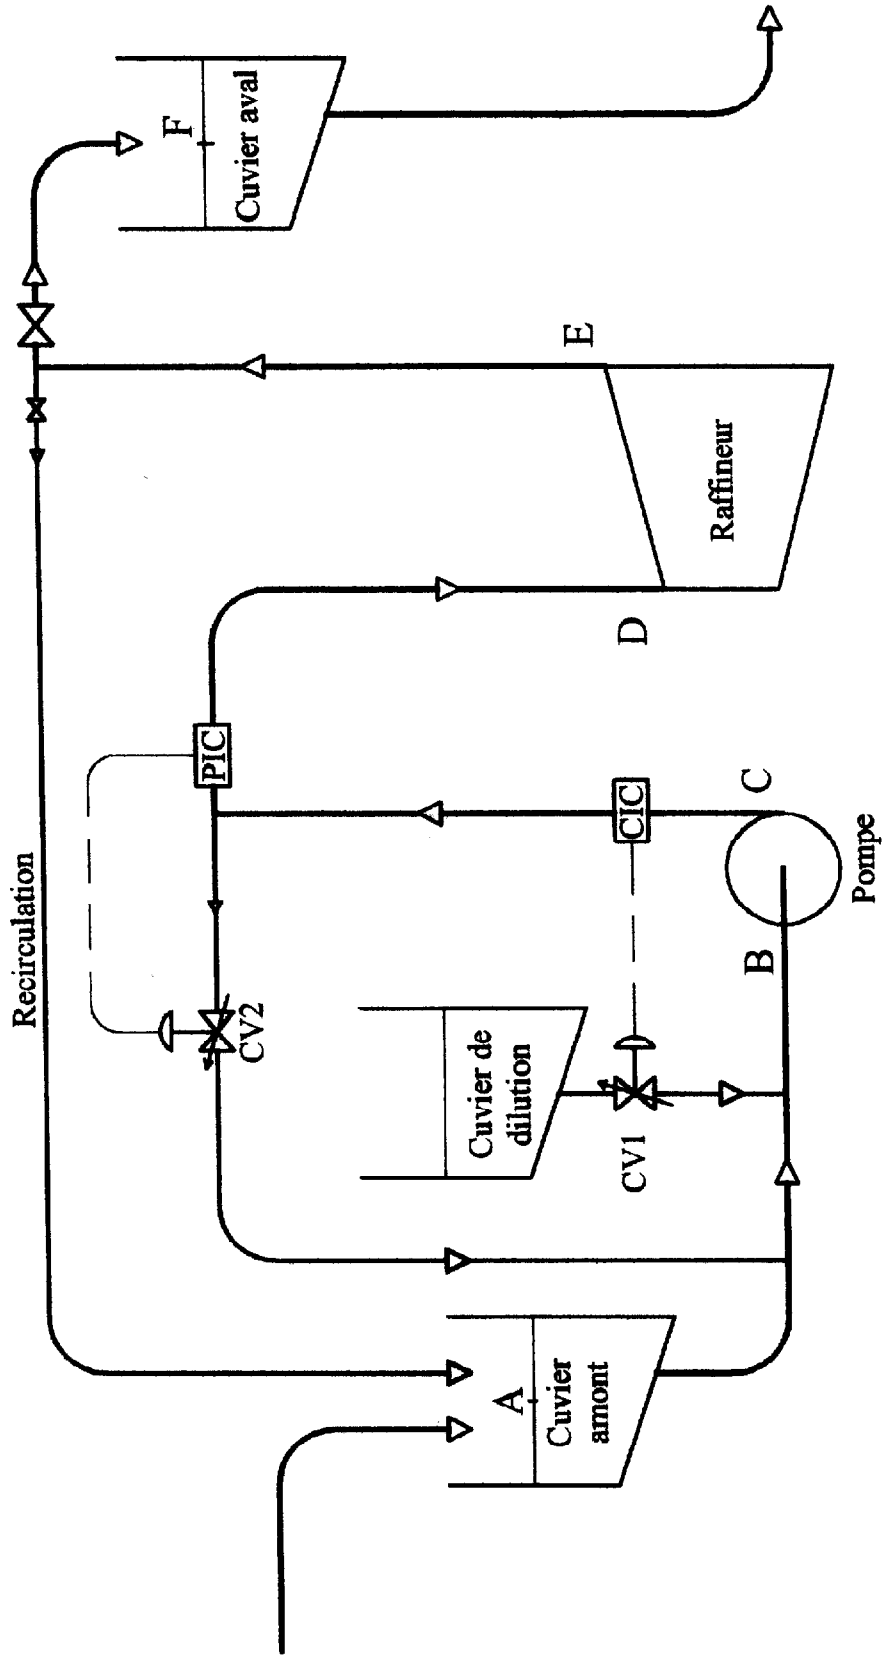 Recirculation
PIC
CV2
A
Cuvier
amont
Cuvier de
dilution
CV1
CIC
B
C
Pompe
D
E
Raffineur
F
Cuvier aval